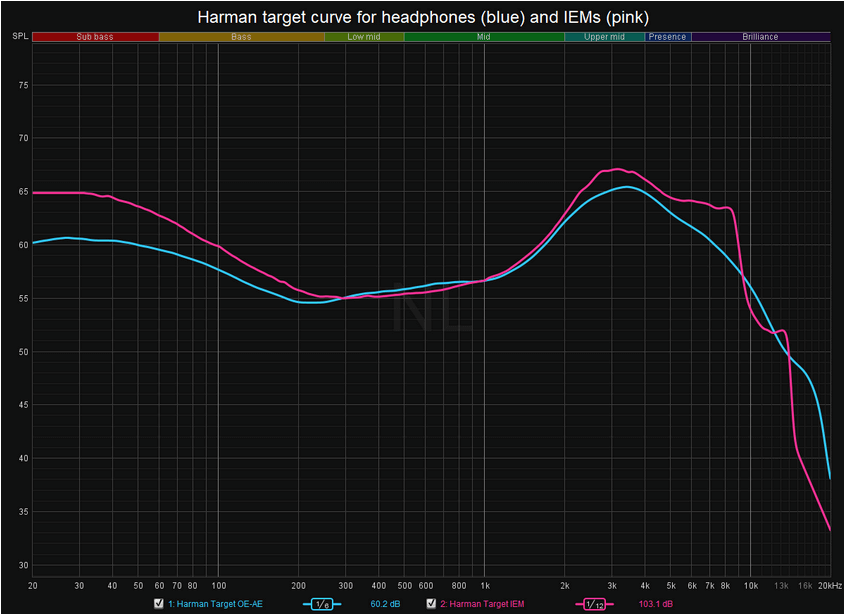 Harman target curve for headphones (blue) and IEMs (pink)
SPL Sub bass Bass Low mid Mid Upper mid Presence Brilliance
75
70
65
60
55
N
50
45
40
35
30
20 30 40 50 60 70 80 100 200 300 400 500 600 800 1k 2k 3k 4k 5k 6k 7k 8k 10k 13k 16k 20kHz
1: Harman Target OE-AE 1/6 60.2 dB 2: Harman Target IEM 1/12 103.1 dB